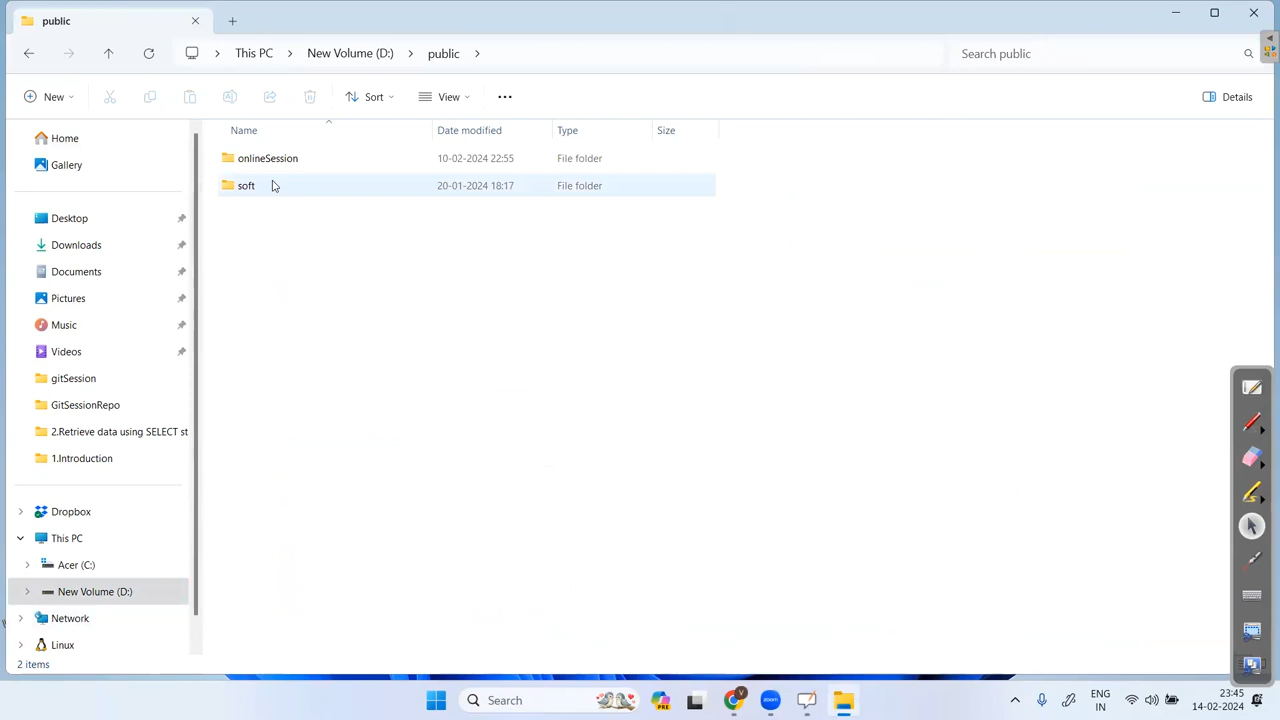 public
This PC > New Volume (D:) > public >
Search public
New
Sort
View
Details
Name
Date modified
Type
Size
onlineSession 10-02-2024 22:55 File folder
soft 20-01-2024 18:17 File folder
Home
Gallery
Desktop
Downloads
Documents
Pictures
Music
Videos
gitSession
GitSessionRepo
2.Retrieve data using SELECT st
1.Introduction
Dropbox
This PC
Acer (C:)
New Volume (D:)
Network
Linux
2 items
Search
PRE
V
zoom
ENG
IN
23:45
14-02-2024